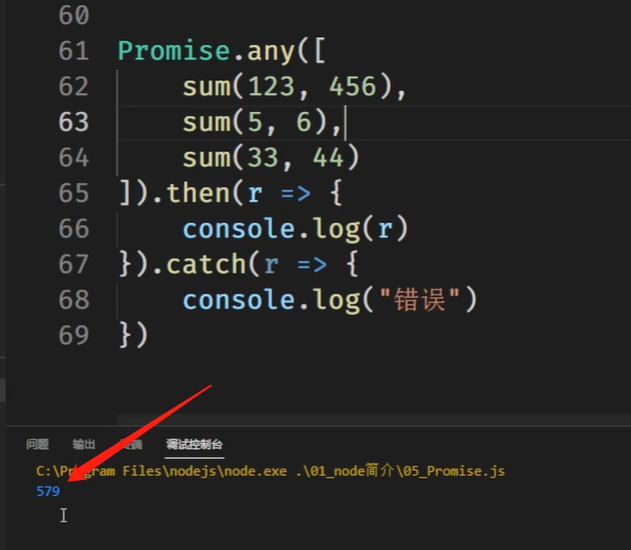 60
61 Promise.any([
62 sum(123, 456),
63 sum(5, 6),
64 sum(33, 44)
65 ]).then(r => {
66 console.log(r)
67 }).catch(r => {
68 console.log("错误")
69 })
问题 输出 终端 调试控制台
C:\Program Files\nodejs\node.exe .\01_node简介\05_Promise.js
579